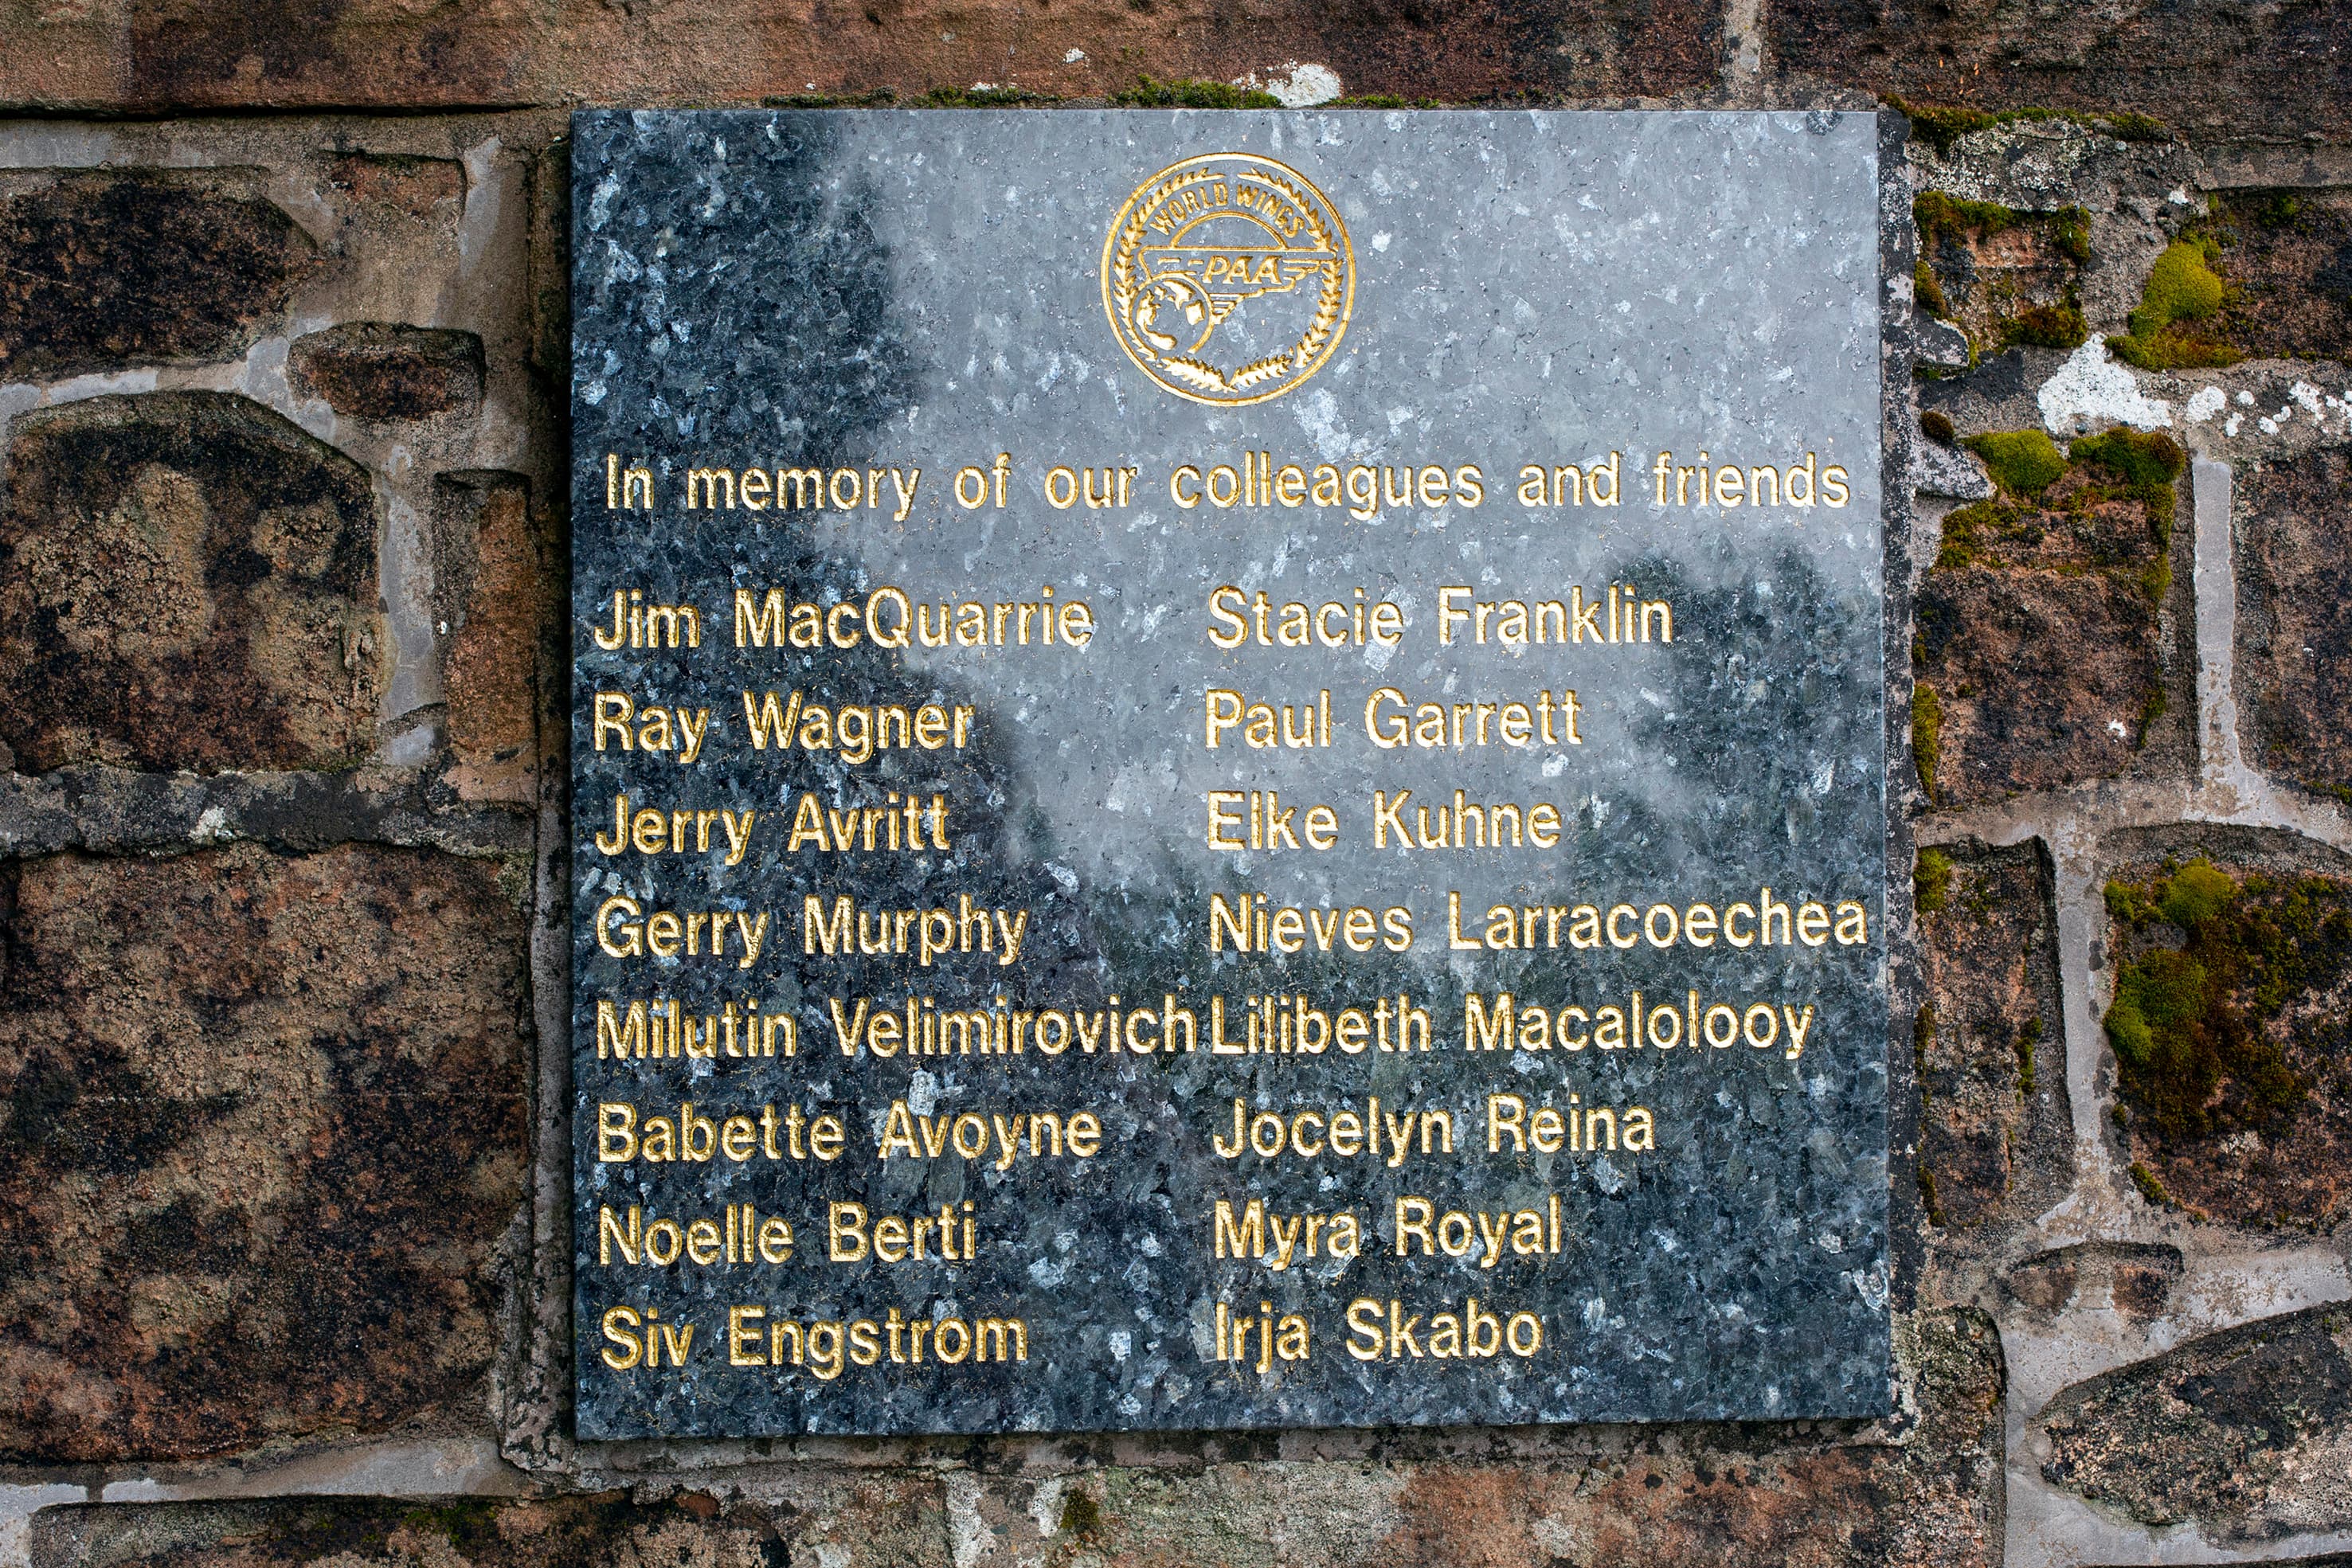 WORLD WINGS
PAA
In memory of our colleagues and friends
Jim MacQuarrie
Ray Wagner
Jerry Avritt
Gerry Murphy
Milutin Velimirovich
Babette Avoyne
Noelle Berti
Siv Engstrom
Stacie Franklin
Paul Garrett
Elke Kuhne
Nieves Larracoechea
Lilibeth Macalolooy
Jocelyn Reina
Myra Royal
Irja Skabo